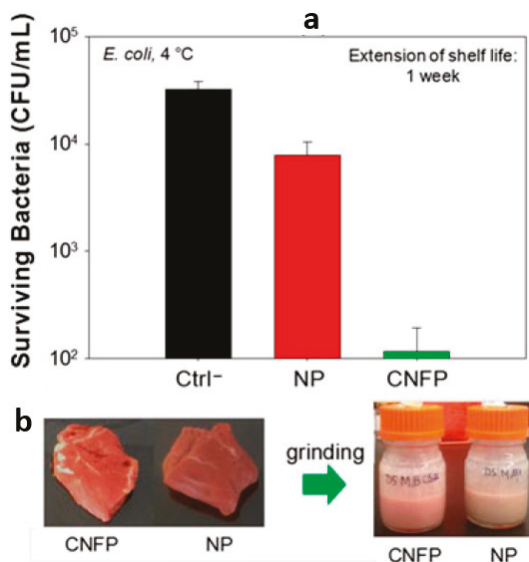 a
10⁵
E. coli, 4 °C
Extension of shelf life:
1 week
Surviving Bacteria (CFU/mL)
10⁴
10³
10²
Ctrl⁻
NP
CNFP
b
grinding
CNFP
NP
CNFP
NP